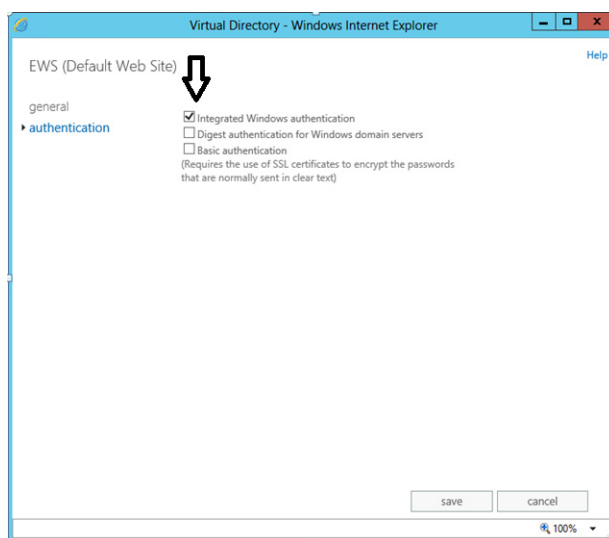 Virtual Directory - Windows Internet Explorer
Help
EWS (Default Web Site)
general
authentication
Integrated Windows authentication
Digest authentication for Windows domain servers
Basic authentication
(Requires the use of SSL certificates to encrypt the passwords
that are normally sent in clear text)
save cancel
100%